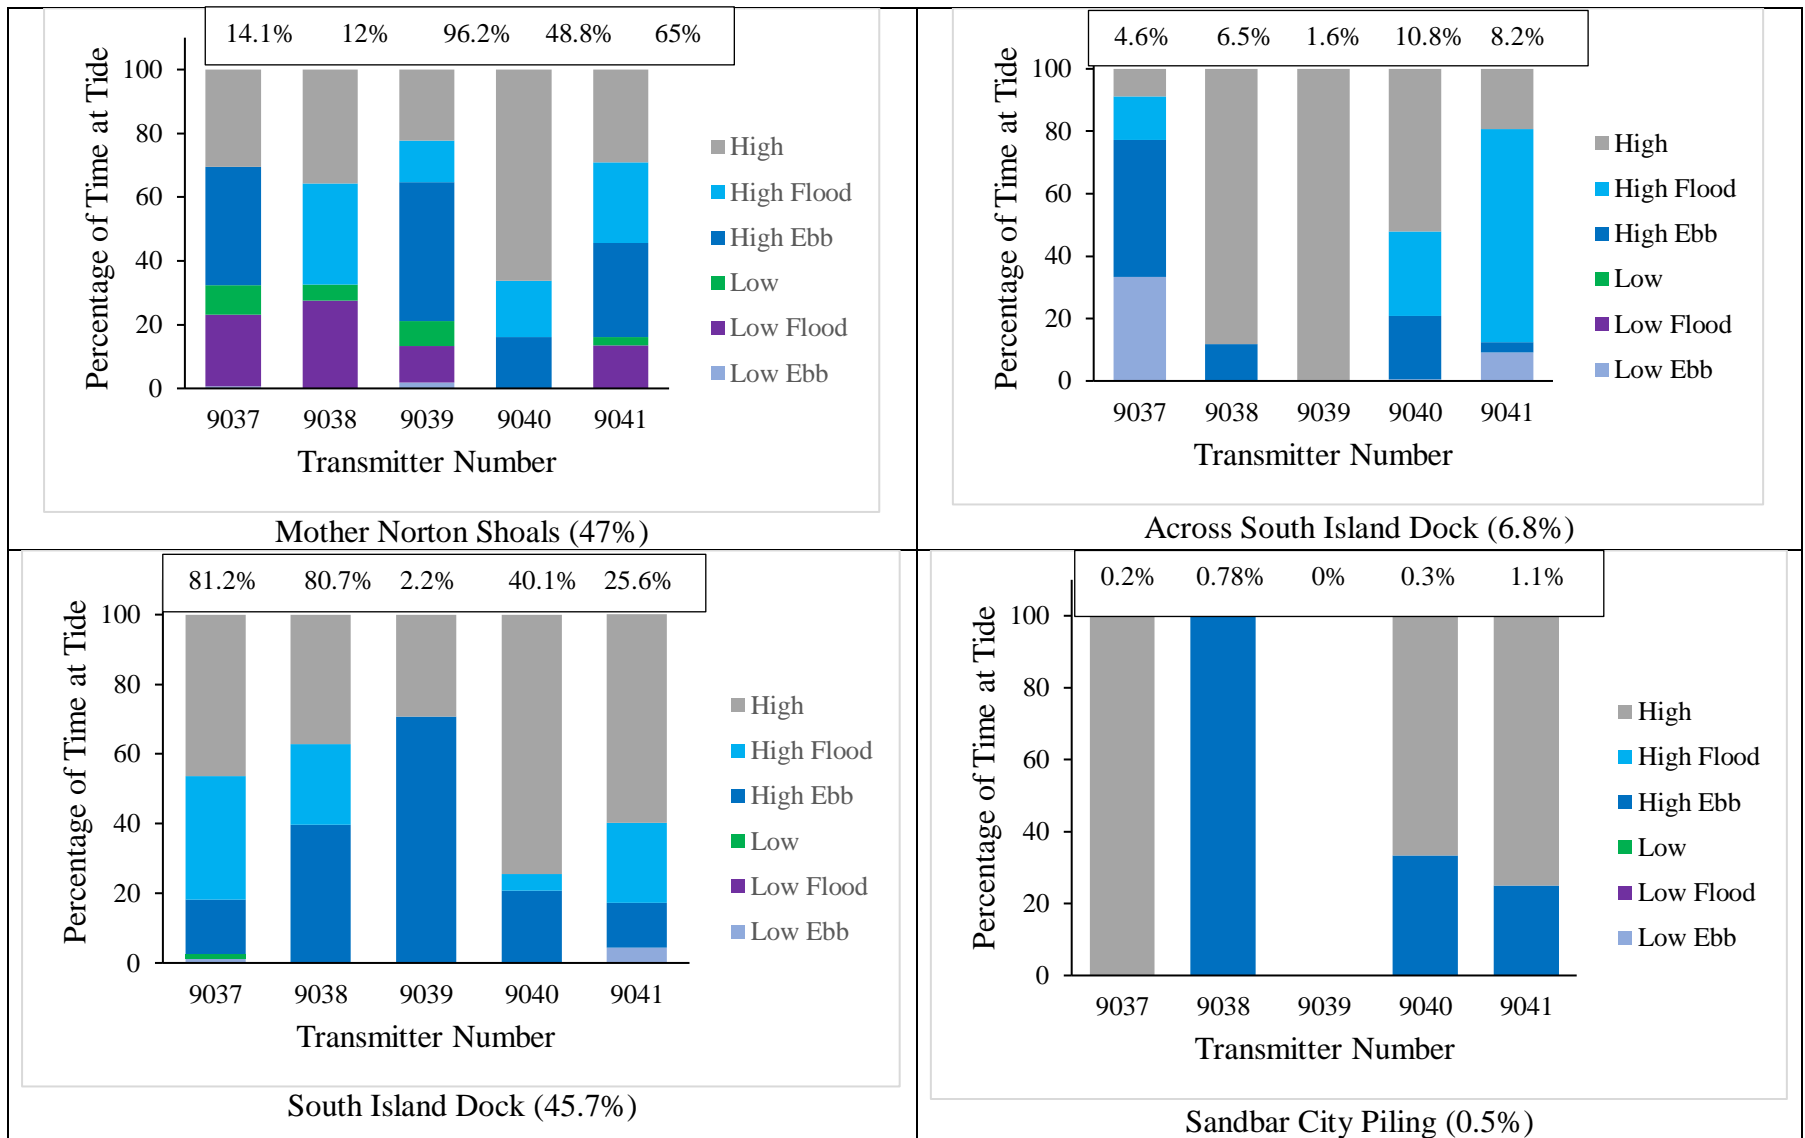 14.1% 12% 96.2% 48.8% 65%
Percentage of Time at Tide
100
80
60
40
20
0
9037 9038 9039 9040 9041
Transmitter Number
High
High Flood
High Ebb
Low
Low Flood
Low Ebb
Mother Norton Shoals (47%)
4.6% 6.5% 1.6% 10.8% 8.2%
Percentage of Time at Tide
100
80
60
40
20
0
9037 9038 9039 9040 9041
Transmitter Number
High
High Flood
High Ebb
Low
Low Flood
Low Ebb
Across South Island Dock (6.8%)
81.2% 80.7% 2.2% 40.1% 25.6%
Percentage of Time at Tide
100
80
60
40
20
0
9037 9038 9039 9040 9041
Transmitter Number
High
High Flood
High Ebb
Low
Low Flood
Low Ebb
South Island Dock (45.7%)
0.2% 0.78% 0% 0.3% 1.1%
Percentage of Time at Tide
100
80
60
40
20
0
9037 9038 9039 9040 9041
Transmitter Number
High
High Flood
High Ebb
Low
Low Flood
Low Ebb
Sandbar City Piling (0.5%)